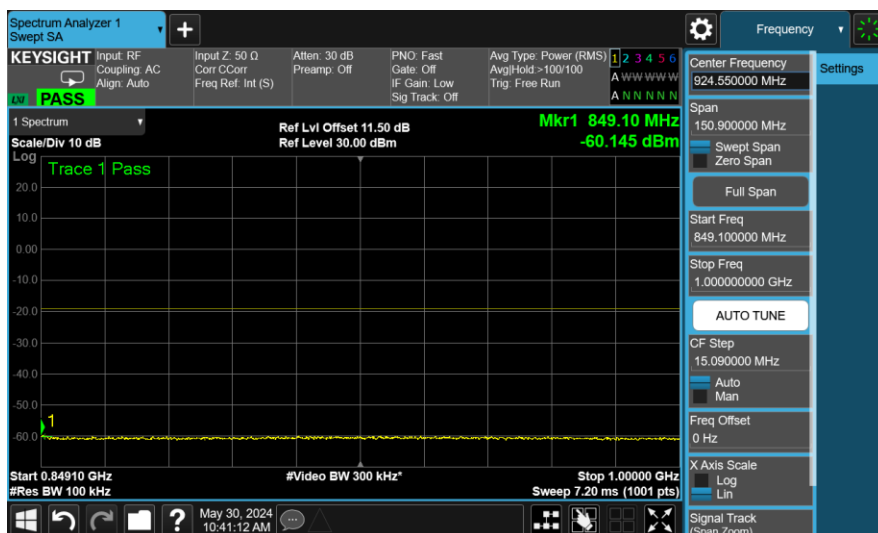 Spectrum Analyzer 1
Swept SA
Frequency
KEYSIGHT
Input: RF
Coupling: AC
Align: Auto
LXI
PASS
Input Z: 50 Ω
Corr CCorr
Freq Ref: Int (S)
Atten: 30 dB
Preamp: Off
PNO: Fast
Gate: Off
IF Gain: Low
Sig Track: Off
Avg Type: Power (RMS)
Avg|Hold:>100/100
Trig: Free Run
1 2 3 4 5 6
A W W W W W
A N N N N N
1 Spectrum
Scale/Div 10 dB
Ref Lvl Offset 11.50 dB
Ref Level 30.00 dBm
Mkr1 849.10 MHz
-60.145 dBm
Log
Trace 1 Pass
20.0
10.0
0.00
-10.0
-20.0
-30.0
-40.0
-50.0
-60.0
1
Start 0.84910 GHz
#Res BW 100 kHz
#Video BW 300 kHz*
Stop 1.00000 GHz
Sweep 7.20 ms (1001 pts)
?
May 30, 2024
10:41:12 AM
Center Frequency
924.550000 MHz
Span
150.900000 MHz
Swept Span
Zero Span
Full Span
Start Freq
849.100000 MHz
Stop Freq
1.000000000 GHz
AUTO TUNE
CF Step
15.090000 MHz
Auto
Man
Freq Offset
0 Hz
X Axis Scale
Log
Lin
Signal Track
(Span Zoom)
Settings